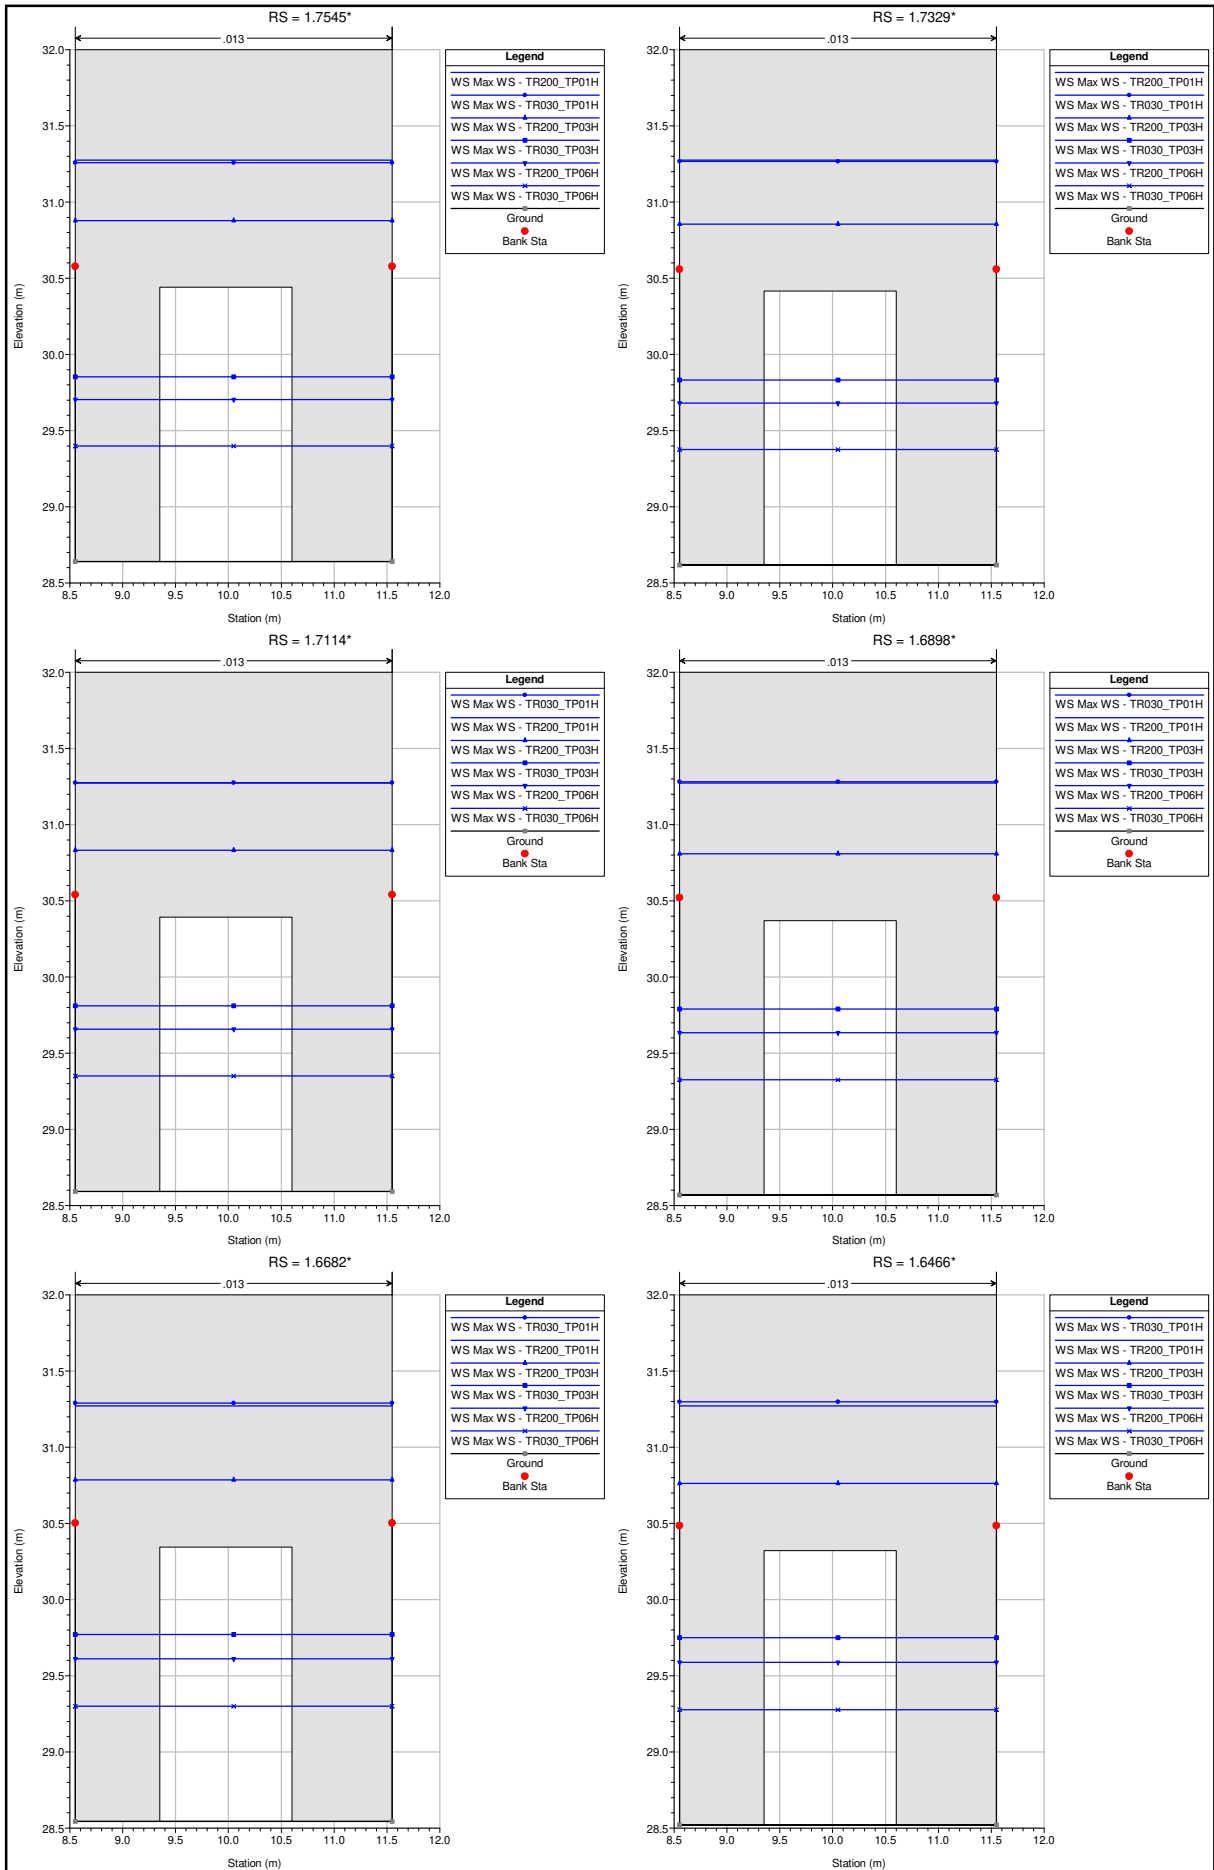 RS = 1.7545*
.013
32.0
31.5
31.0
30.5
30.0
29.5
29.0
28.5
8.5 9.0 9.5 10.0 10.5 11.0 11.5 12.0
Station (m)
Elevation (m)
Legend
WS Max WS - TR200_TP01H
WS Max WS - TR030_TP01H
WS Max WS - TR200_TP03H
WS Max WS - TR030_TP03H
WS Max WS - TR200_TP06H
WS Max WS - TR030_TP06H
Ground
Bank Sta
RS = 1.7329*
.013
32.0
31.5
31.0
30.5
30.0
29.5
29.0
28.5
8.5 9.0 9.5 10.0 10.5 11.0 11.5 12.0
Station (m)
Elevation (m)
Legend
WS Max WS - TR200_TP01H
WS Max WS - TR030_TP01H
WS Max WS - TR200_TP03H
WS Max WS - TR030_TP03H
WS Max WS - TR200_TP06H
WS Max WS - TR030_TP06H
Ground
Bank Sta
RS = 1.7114*
.013
32.0
31.5
31.0
30.5
30.0
29.5
29.0
28.5
8.5 9.0 9.5 10.0 10.5 11.0 11.5 12.0
Station (m)
Elevation (m)
Legend
WS Max WS - TR030_TP01H
WS Max WS - TR200_TP01H
WS Max WS - TR200_TP03H
WS Max WS - TR030_TP03H
WS Max WS - TR200_TP06H
WS Max WS - TR030_TP06H
Ground
Bank Sta
RS = 1.6898*
.013
32.0
31.5
31.0
30.5
30.0
29.5
29.0
28.5
8.5 9.0 9.5 10.0 10.5 11.0 11.5 12.0
Station (m)
Elevation (m)
Legend
WS Max WS - TR030_TP01H
WS Max WS - TR200_TP01H
WS Max WS - TR200_TP03H
WS Max WS - TR030_TP03H
WS Max WS - TR200_TP06H
WS Max WS - TR030_TP06H
Ground
Bank Sta
RS = 1.6682*
.013
32.0
31.5
31.0
30.5
30.0
29.5
29.0
28.5
8.5 9.0 9.5 10.0 10.5 11.0 11.5 12.0
Station (m)
Elevation (m)
Legend
WS Max WS - TR030_TP01H
WS Max WS - TR200_TP01H
WS Max WS - TR200_TP03H
WS Max WS - TR030_TP03H
WS Max WS - TR200_TP06H
WS Max WS - TR030_TP06H
Ground
Bank Sta
RS = 1.6466*
.013
32.0
31.5
31.0
30.5
30.0
29.5
29.0
28.5
8.5 9.0 9.5 10.0 10.5 11.0 11.5 12.0
Station (m)
Elevation (m)
Legend
WS Max WS - TR030_TP01H
WS Max WS - TR200_TP01H
WS Max WS - TR200_TP03H
WS Max WS - TR030_TP03H
WS Max WS - TR200_TP06H
WS Max WS - TR030_TP06H
Ground
Bank Sta